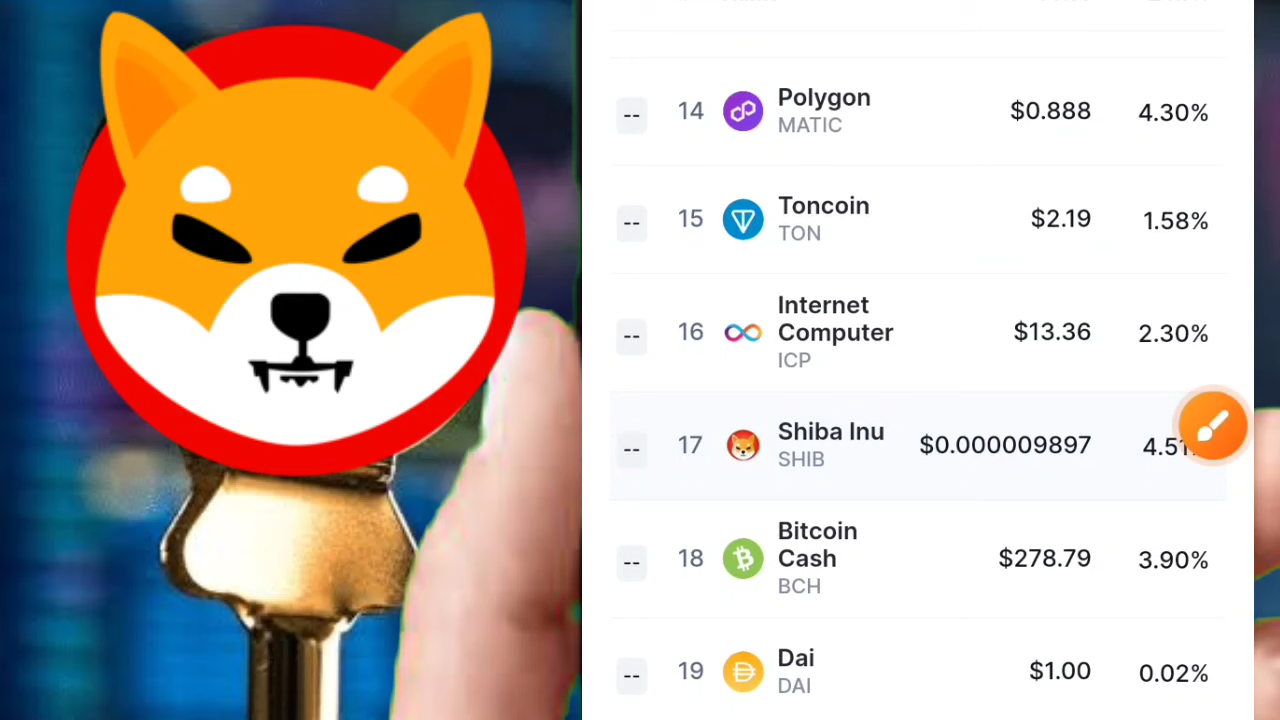 --
14
Polygon
MATIC
$0.888
4.30%
--
15
Toncoin
TON
$2.19
1.58%
--
16
Internet
Computer
ICP
$13.36
2.30%
--
17
Shiba Inu
SHIB
$0.000009897
4.51
--
18
Bitcoin
Cash
BCH
$278.79
3.90%
--
19
Dai
DAI
$1.00
0.02%